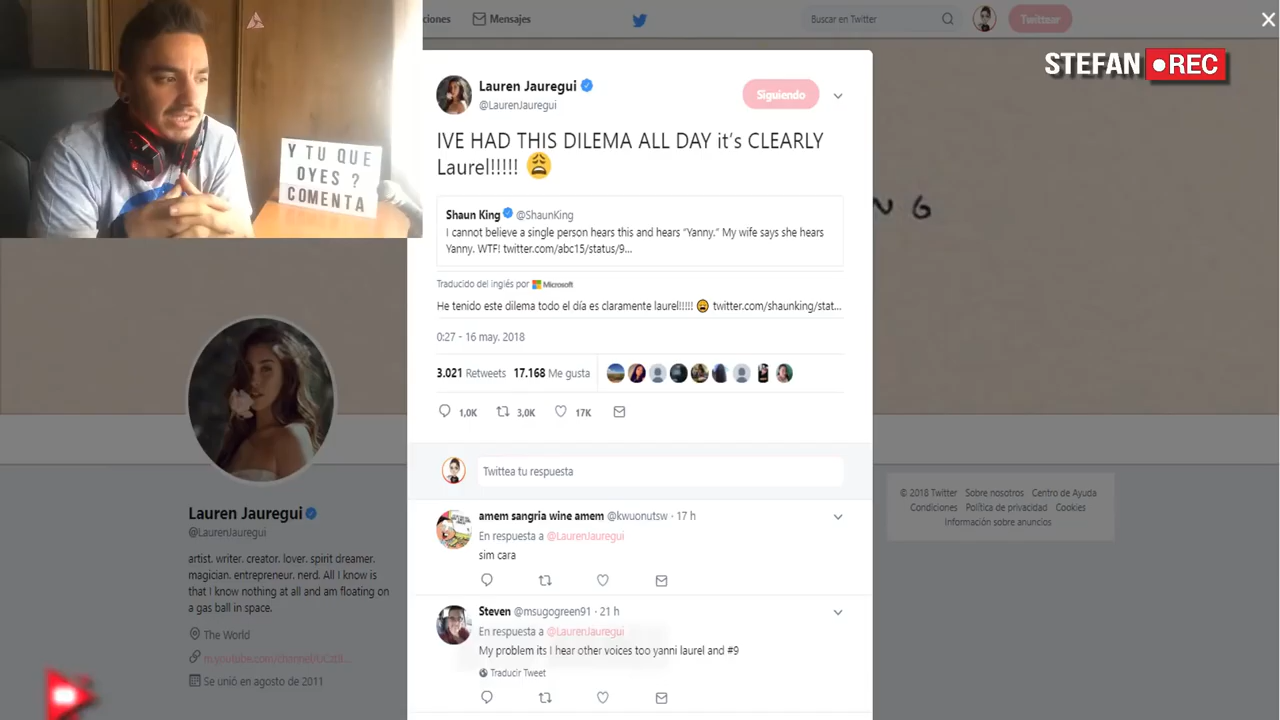 ciones
Mensajes
Buscar en Twitter
Twittear
STEFAN REC
Y TU QUE
OYES ?
COMENTA
Lauren Jauregui
@LaurenJauregui
Siguiendo
IVE HAD THIS DILEMA ALL DAY it's CLEARLY
Laurel!!!!! 😩
Shaun King @ShaunKing
I cannot believe a single person hears this and hears “Yanny.” My wife says she hears
Yanny. WTF! twitter.com/abc15/status/9...
Traducido del inglés por Microsoft
He tenido este dilema todo el día es claramente laurel!!!!! 😩 twitter.com/shaunking/stat...
0:27 - 16 may. 2018
3.021 Retweets 17.168 Me gusta
1,0K 3,0K 17K
Twittea tu respuesta
amem sangria wine amem @kwuonutsw · 17 h
En respuesta a @LaurenJauregui
sim cara
Steven @msugogreen91 · 21 h
En respuesta a @LaurenJauregui
My problem its I hear other voices too yanni laurel and #9
Traducir Tweet
Lauren Jauregui
@LaurenJauregui
artist. writer. creator. lover. spirit dreamer.
magician. entrepreneur. nerd. All I know is
that I know nothing at all and am floating on
a gas ball in space.
The World
Se unió en agosto de 2011
© 2018 Twitter Sobre nosotros Centro de Ayuda
Condiciones Política de privacidad Cookies
Información sobre anuncios